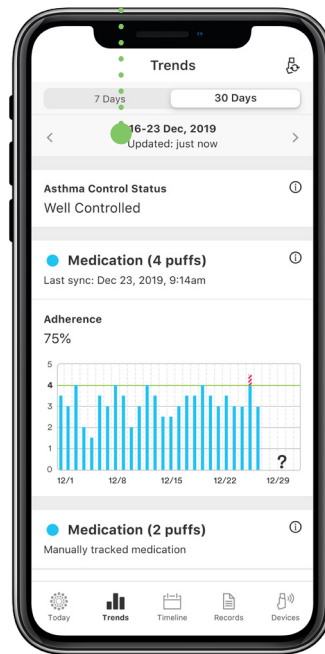 Trends
7 Days
30 Days
16-23 Dec, 2019
Updated: just now
Asthma Control Status
Well Controlled
Medication (4 puffs)
Last sync: Dec 23, 2019, 9:14am
Adherence
75%
5
4
3
2
1
0
?
12/1 12/8 12/15 12/22 12/29
Medication (2 puffs)
Manually tracked medication
Today Trends Timeline Records Devices